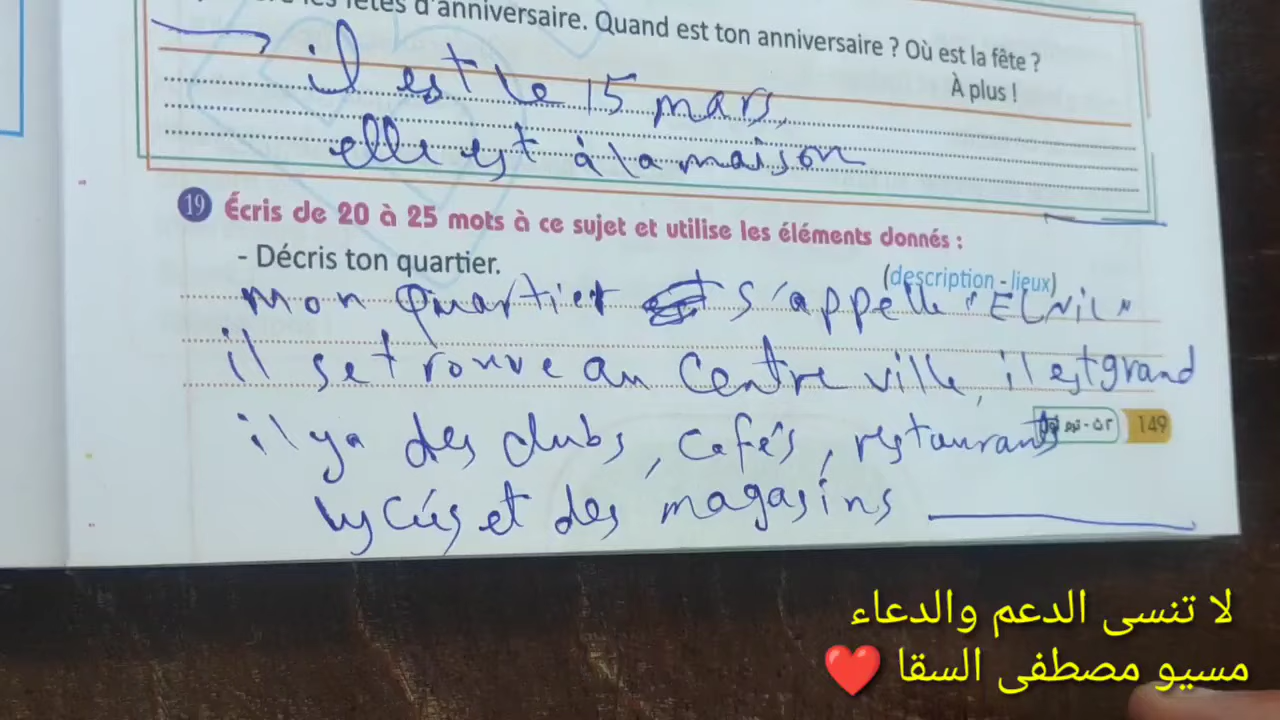 les fêtes d'anniversaire. Quand est ton anniversaire ? Où est la fête ?
À plus !
il est le 15 mars,
elle est à la maison
19 Écris de 20 à 25 mots à ce sujet et utilise les éléments donnés :
- Décris ton quartier.
(description - lieux)
mon quartier s'appelle "ELNIL"
il se trouve au centre ville, il est grand
il ya des clubs, cafés, restaurants
149
lycées et des magasins
لا تنسى الدعم والدعاء
مسيو مصطفى السقا ❤️